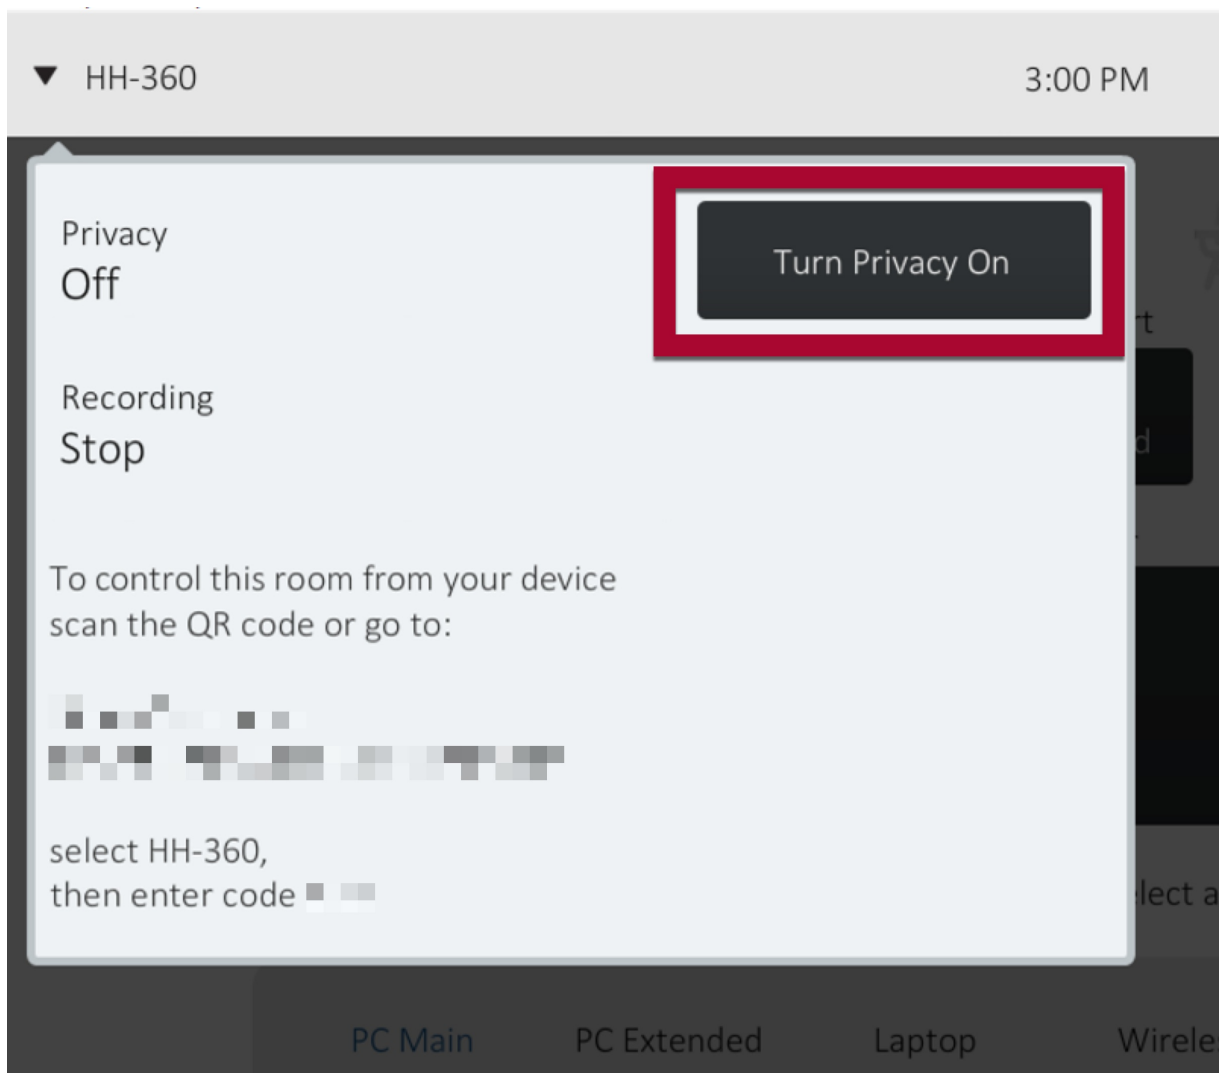 HH-360
3:00 PM
Privacy
Off
Turn Privacy On
Recording
Stop
To control this room from your device
scan the QR code or go to:
select HH-360,
then enter code
PC Main
PC Extended
Laptop